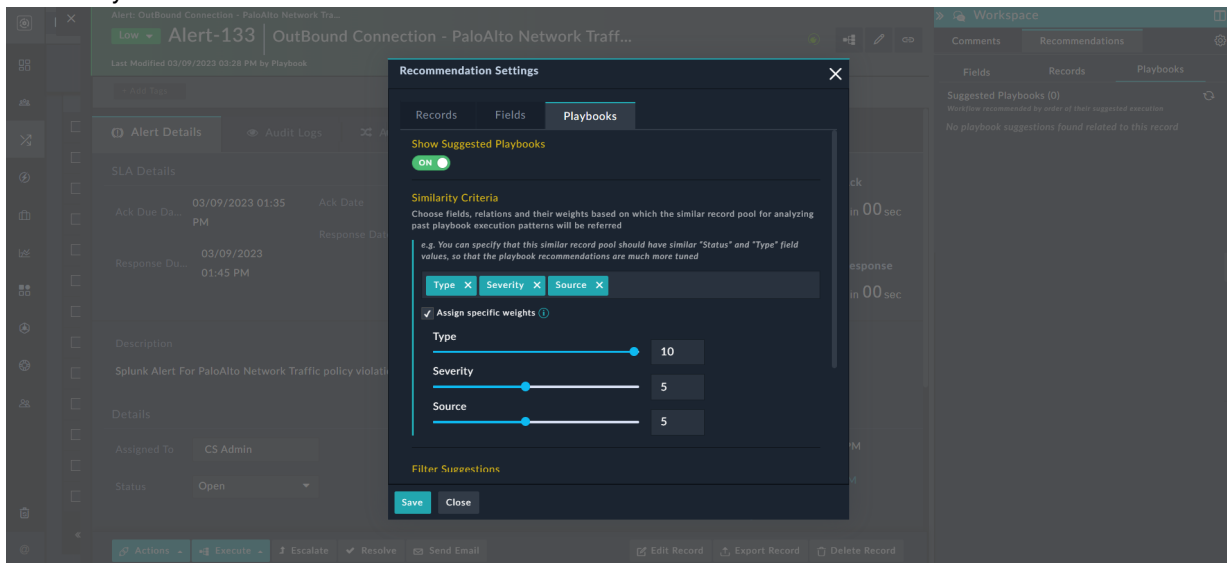 Alert: OutBound Connection - PaloAlto Network Tra...
Low Alert-133 OutBound Connection - PaloAlto Network Traff...
Last Modified 03/09/2023 03:28 PM by Playbook
+ Add Tags
Alert Details Audit Logs
SLA Details
Ack Due Da... 03/09/2023 01:35 PM Ack Date
Response Date
Response Du... 03/09/2023 01:45 PM
in 00 sec
in 00 sec
Description
Splunk Alert For PaloAlto Network Traffic policy violati
Details
Assigned To CS Admin
Status Open
Actions Execute Escalate Resolve Send Email Edit Record Export Record Delete Record
Recommendation Settings
Records Fields Playbooks
Show Suggested Playbooks
ON
Similarity Criteria
Choose fields, relations and their weights based on which the similar record pool for analyzing
past playbook execution patterns will be referred
e.g. You can specify that this similar record pool should have similar "Status" and "Type" field
values, so that the playbook recommendations are much more tuned
Type X Severity X Source X
Assign specific weights
Type
10
Severity
5
Source
5
Filter Suggestions
Save Close
Workspace
Comments Recommendations
Fields Records Playbooks
Suggested Playbooks (0)
Workflow recommended by order of their suggested execution
No playbook suggestions found related to this record